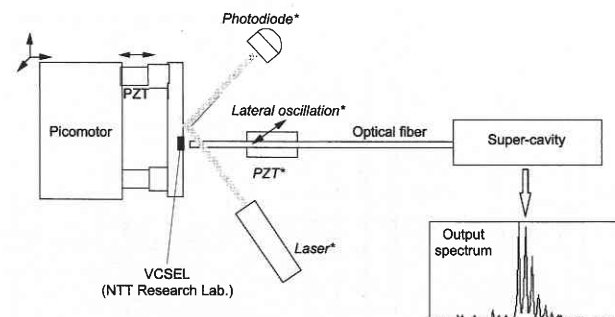 Photodiode*
PZT
Lateral oscillation*
Picomotor
Optical fiber
Super-cavity
PZT*
Laser*
VCSEL
(NTT Research Lab.)
Output
spectrum